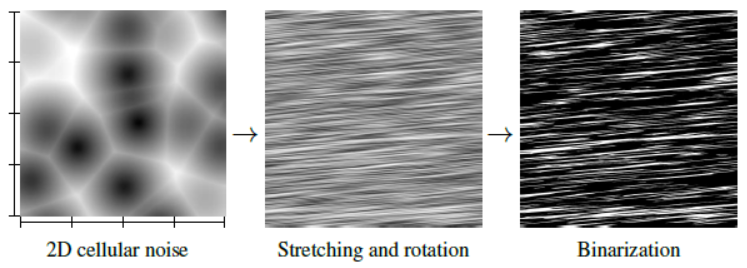 2D cellular noise
Stretching and rotation
Binarization